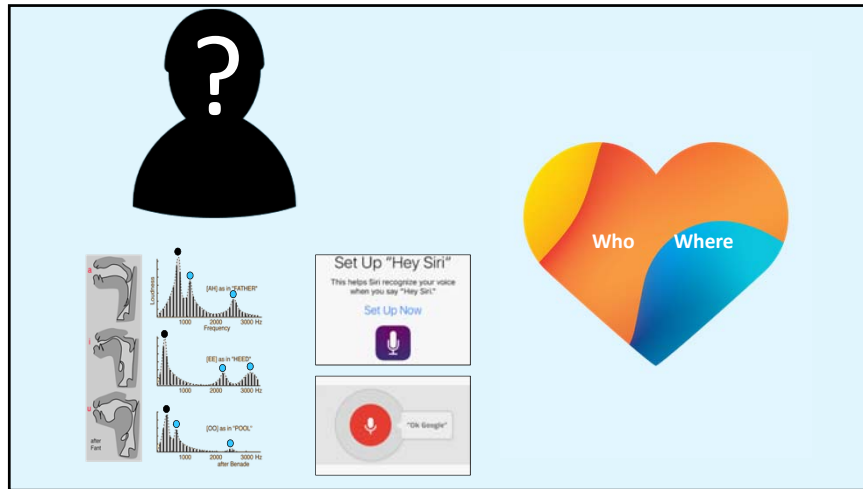 ?
Who Where
a
i
u
after
Fant
Loudness
[AH] as in "FATHER"
1000 2000 3000 Hz
Frequency
[EE] as in "HEED"
1000 2000 3000 Hz
[OO] as in "POOL"
1000 2000 3000 Hz
after Benade
Set Up “Hey Siri”
This helps Siri recognize your voice
when you say “Hey Siri.”
Set Up Now
"Ok Google"